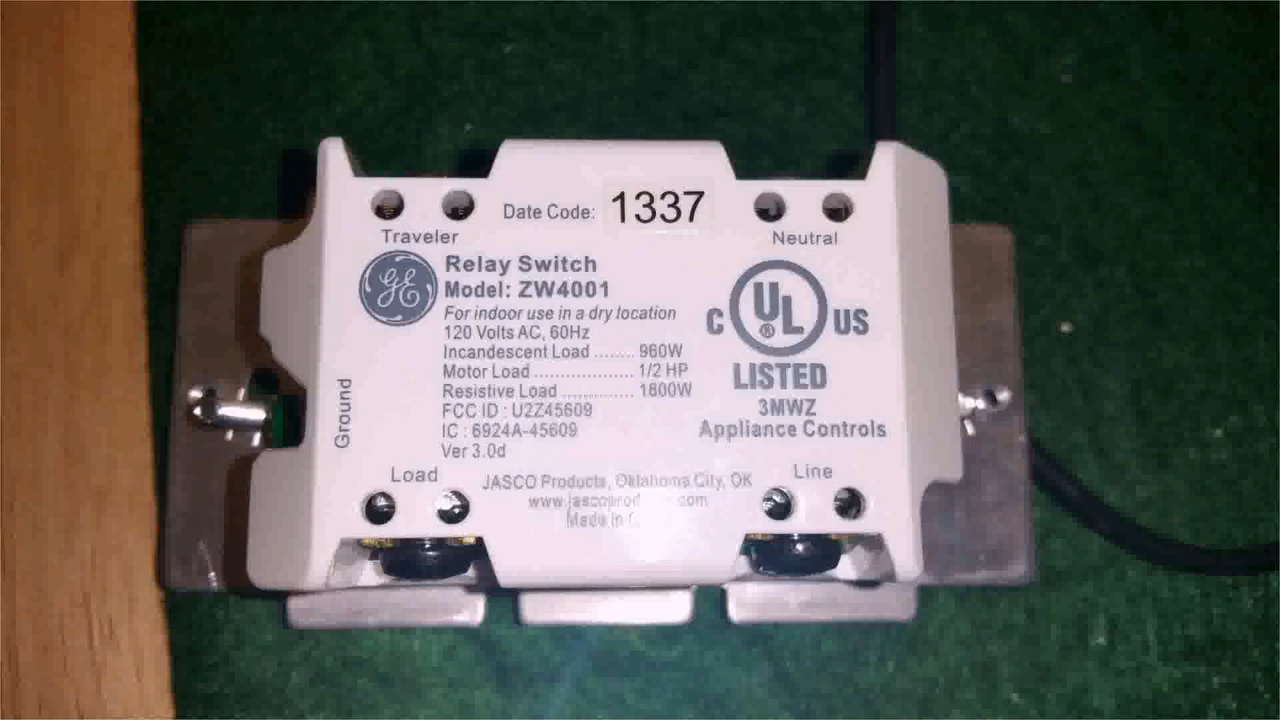 Date Code: 1337
Traveler
Neutral
GE
Relay Switch
Model: ZW4001
For indoor use in a dry location
120 Volts AC, 60Hz
Incandescent Load ........ 960W
Motor Load .................... 1/2 HP
Resistive Load .............. 1800W
FCC ID : U2Z45609
IC : 6924A-45609
Ver 3.0d
C UL® US
LISTED
3MWZ
Appliance Controls
Ground
Load
Line
JASCO Products, Oklahoma City, OK
Made in